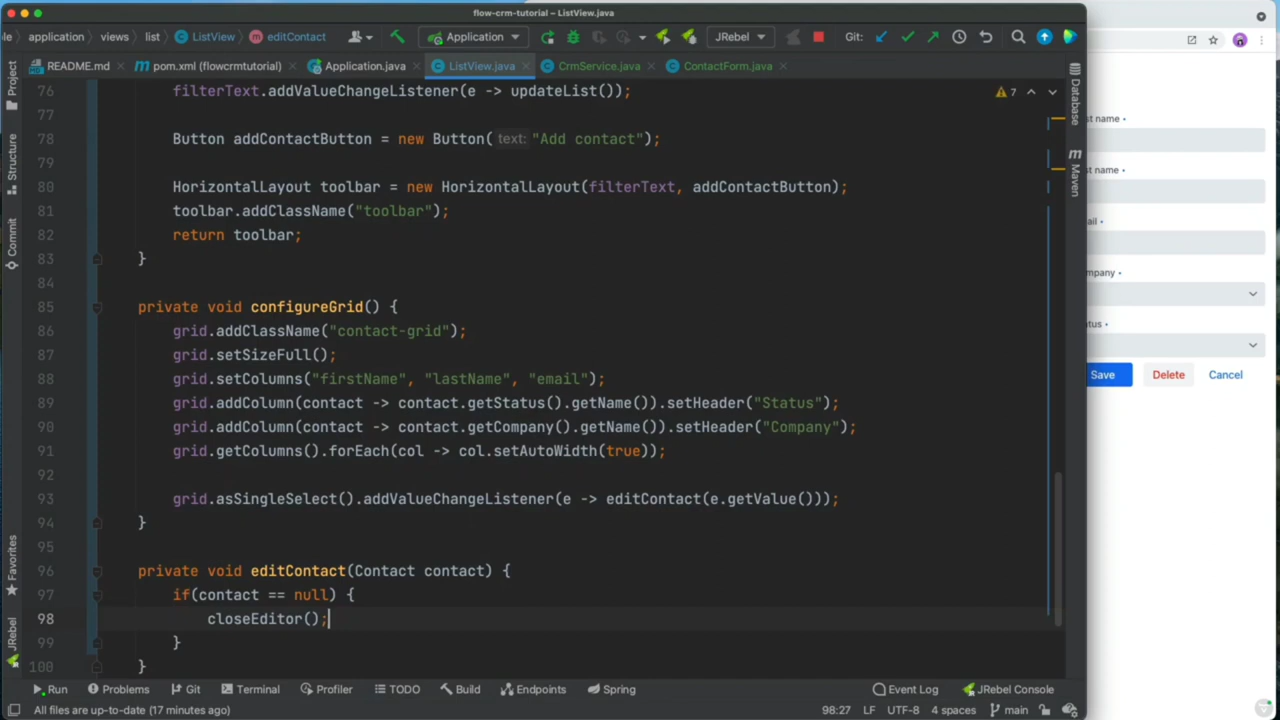 flow-crm-tutorial – ListView.java
ple application views list ListView editContact Application JRebel Git:
README.md pom.xml (flowcrmtutorial) Application.java ListView.java CrmService.java ContactForm.java
76 filterText.addValueChangeListener(e -> updateList());
77
78 Button addContactButton = new Button( text: "Add contact");
79
80 HorizontalLayout toolbar = new HorizontalLayout(filterText, addContactButton);
81 toolbar.addClassName("toolbar");
82 return toolbar;
83 }
84
85 private void configureGrid() {
86 grid.addClassName("contact-grid");
87 grid.setSizeFull();
88 grid.setColumns("firstName", "lastName", "email");
89 grid.addColumn(contact -> contact.getStatus().getName()).setHeader("Status");
90 grid.addColumn(contact -> contact.getCompany().getName()).setHeader("Company");
91 grid.getColumns().forEach(col -> col.setAutoWidth(true));
92
93 grid.asSingleSelect().addValueChangeListener(e -> editContact(e.getValue()));
94 }
95
96 private void editContact(Contact contact) {
97 if(contact == null) {
98 closeEditor();
99 }
100 }
7
Project
Structure
Commit
Favorites
JRebel
Database
m Maven
st name •
st name •
ail •
mpany •
atus •
Save Delete Cancel
Run Problems Git Terminal Profiler TODO Build Endpoints Spring Event Log JRebel Console
All files are up-to-date (17 minutes ago) 98:27 LF UTF-8 4 spaces main